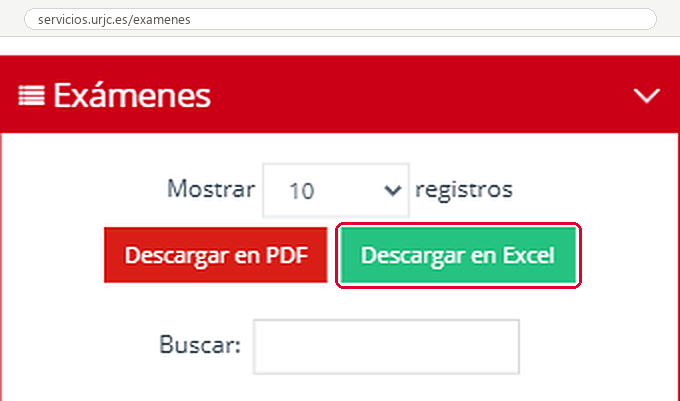 servicios.urjc.es/examenes
Exámenes
Mostrar 10 registros
Descargar en PDF Descargar en Excel
Buscar: